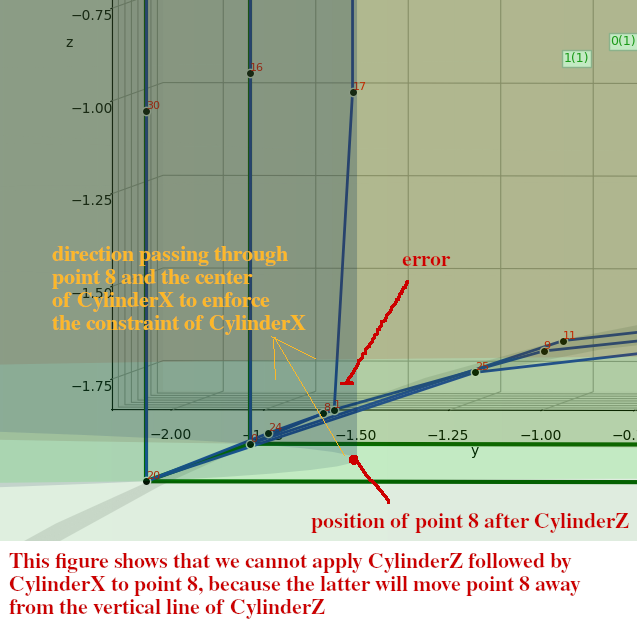 −0.75
z
0(1)
1(1)
16
17
−1.00
30
−1.25
direction passing through
point 8 and the center
−1.50
of CylinderX to enforce
the constraint of CylinderX
error
11
9
25
−1.75
8
24
−2.00
−1.50
−1.25
−1.00
−0.
y
29
position of point 8 after CylinderZ
This figure shows that we cannot apply CylinderZ followed by
CylinderX to point 8, because the latter will move point 8 away
from the vertical line of CylinderZ